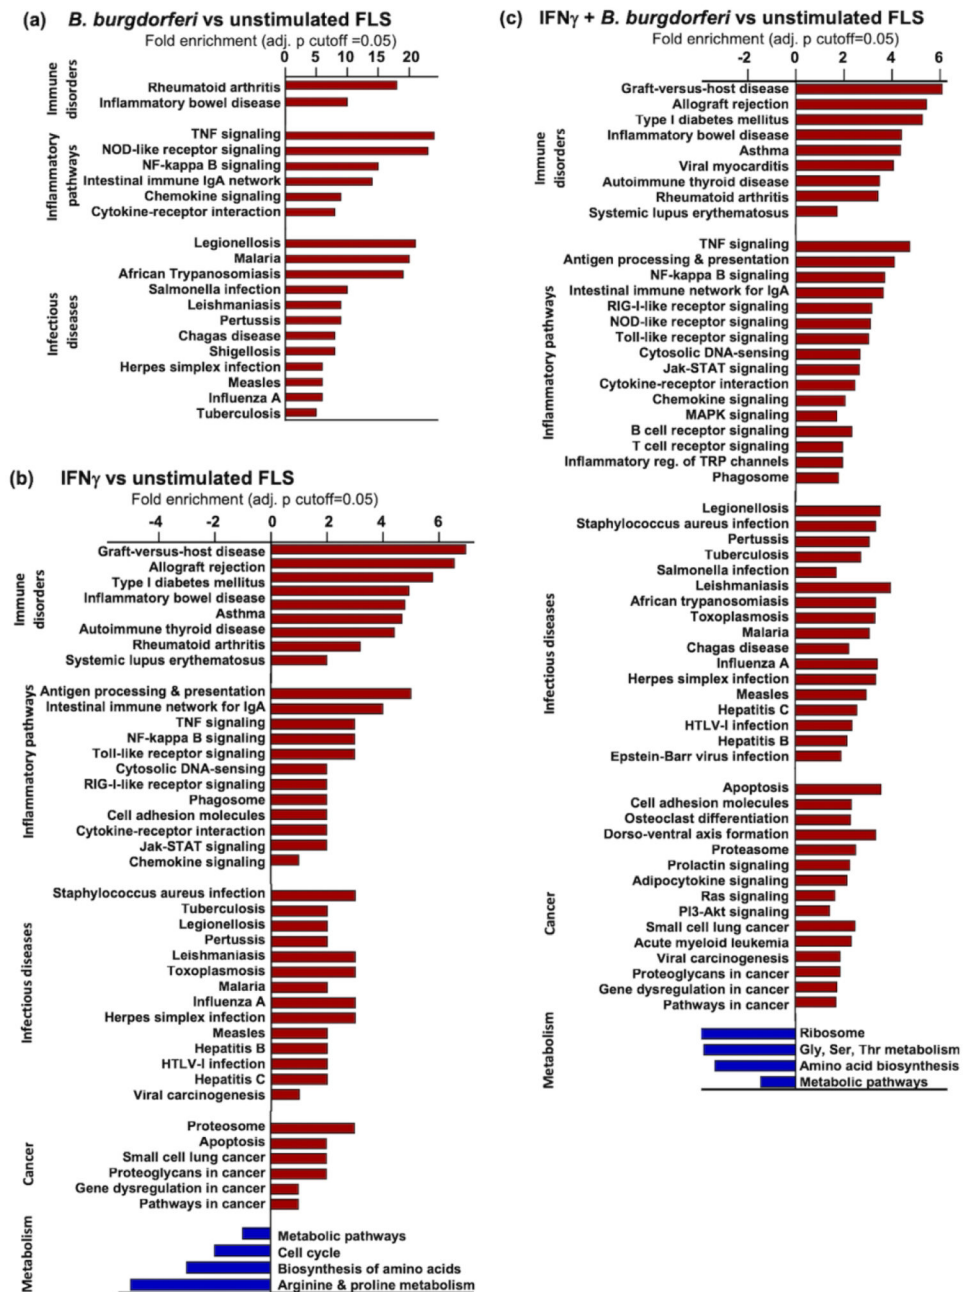 (a) B. burgdorferi vs unstimulated FLS
Fold enrichment (adj. p cutoff =0.05)
0 5 10 15 20
Immune disorders
Rheumatoid arthritis
Inflammatory bowel disease
Inflammatory pathways
TNF signaling
NOD-like receptor signaling
NF-kappa B signaling
Intestinal immune IgA network
Chemokine signaling
Cytokine-receptor interaction
Infectious diseases
Legionellosis
Malaria
African Trypanosomiasis
Salmonella infection
Leishmaniasis
Pertussis
Chagas disease
Shigellosis
Herpes simplex infection
Measles
Influenza A
Tuberculosis
(b) IFNγ vs unstimulated FLS
Fold enrichment (adj. p cutoff=0.05)
-4 -2 0 2 4 6
Immune disorders
Graft-versus-host disease
Allograft rejection
Type I diabetes mellitus
Inflammatory bowel disease
Asthma
Autoimmune thyroid disease
Rheumatoid arthritis
Systemic lupus erythematosus
Inflammatory pathways
Antigen processing & presentation
Intestinal immune network for IgA
TNF signaling
NF-kappa B signaling
Toll-like receptor signaling
Cytosolic DNA-sensing
RIG-I-like receptor signaling
Phagosome
Cell adhesion molecules
Cytokine-receptor interaction
Jak-STAT signaling
Chemokine signaling
Infectious diseases
Staphylococcus aureus infection
Tuberculosis
Legionellosis
Pertussis
Leishmaniasis
Toxoplasmosis
Malaria
Influenza A
Herpes simplex infection
Measles
Hepatitis B
HTLV-I infection
Hepatitis C
Viral carcinogenesis
Cancer
Proteosome
Apoptosis
Small cell lung cancer
Proteoglycans in cancer
Gene dysregulation in cancer
Pathways in cancer
Metabolism
Metabolic pathways
Cell cycle
Biosynthesis of amino acids
Arginine & proline metabolism
(c) IFNγ + B. burgdorferi vs unstimulated FLS
Fold enrichment (adj. p cutoff=0.05)
-2 0 2 4 6
Immune disorders
Graft-versus-host disease
Allograft rejection
Type I diabetes mellitus
Inflammatory bowel disease
Asthma
Viral myocarditis
Autoimmune thyroid disease
Rheumatoid arthritis
Systemic lupus erythematosus
Inflammatory pathways
TNF signaling
Antigen processing & presentation
NF-kappa B signaling
Intestinal immune network for IgA
RIG-I-like receptor signaling
NOD-like receptor signaling
Toll-like receptor signaling
Cytosolic DNA-sensing
Jak-STAT signaling
Cytokine-receptor interaction
Chemokine signaling
MAPK signaling
B cell receptor signaling
T cell receptor signaling
Inflammatory reg. of TRP channels
Phagosome
Infectious diseases
Legionellosis
Staphylococcus aureus infection
Pertussis
Tuberculosis
Salmonella infection
Leishmaniasis
African trypanosomiasis
Toxoplasmosis
Malaria
Chagas disease
Influenza A
Herpes simplex infection
Measles
Hepatitis C
HTLV-I infection
Hepatitis B
Epstein-Barr virus infection
Cancer
Apoptosis
Cell adhesion molecules
Osteoclast differentiation
Dorso-ventral axis formation
Proteasome
Prolactin signaling
Adipocytokine signaling
Ras signaling
PI3-Akt signaling
Small cell lung cancer
Acute myeloid leukemia
Viral carcinogenesis
Proteoglycans in cancer
Gene dysregulation in cancer
Pathways in cancer
Metabolism
Ribosome
Gly, Ser, Thr metabolism
Amino acid biosynthesis
Metabolic pathways